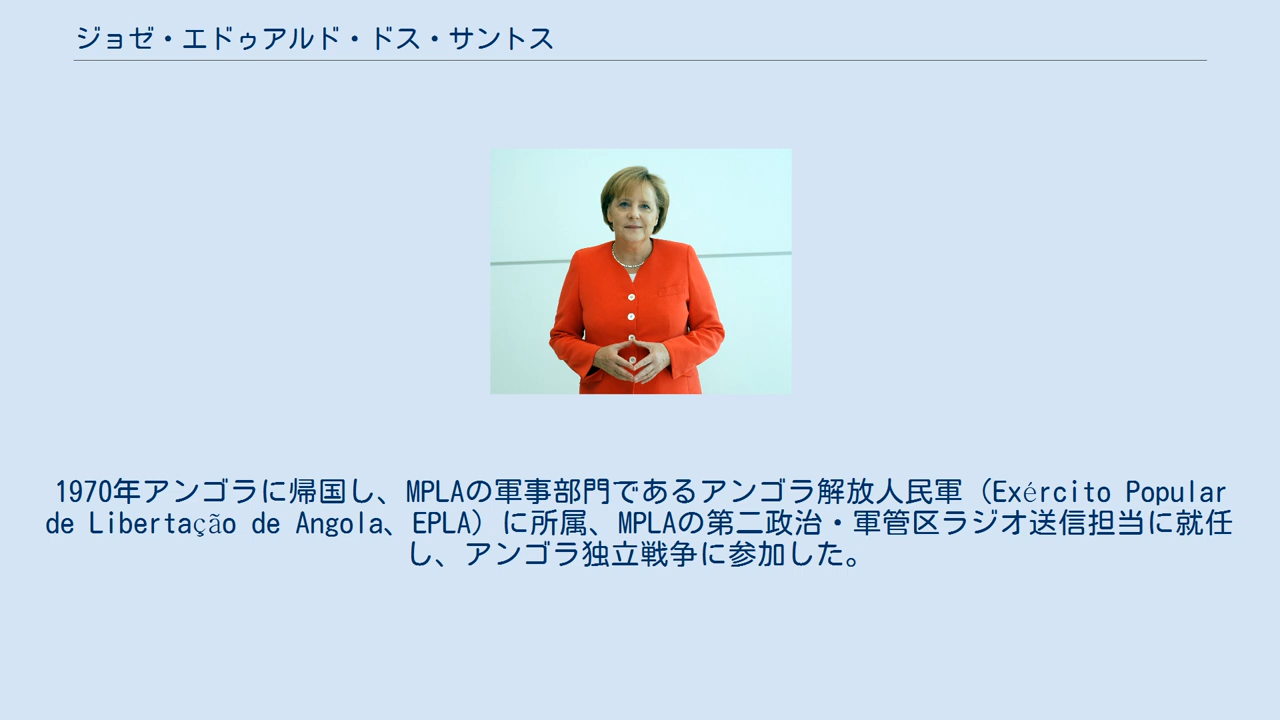 ジョゼ・エドゥアルド・ドス・サントス
1970年アンゴラに帰国し、MPLAの軍事部門であるアンゴラ解放人民軍（Exército Popular
de Libertação de Angola、EPLA）に所属、MPLAの第二政治・軍管区ラジオ送信担当に就任
し、アンゴラ独立戦争に参加した。